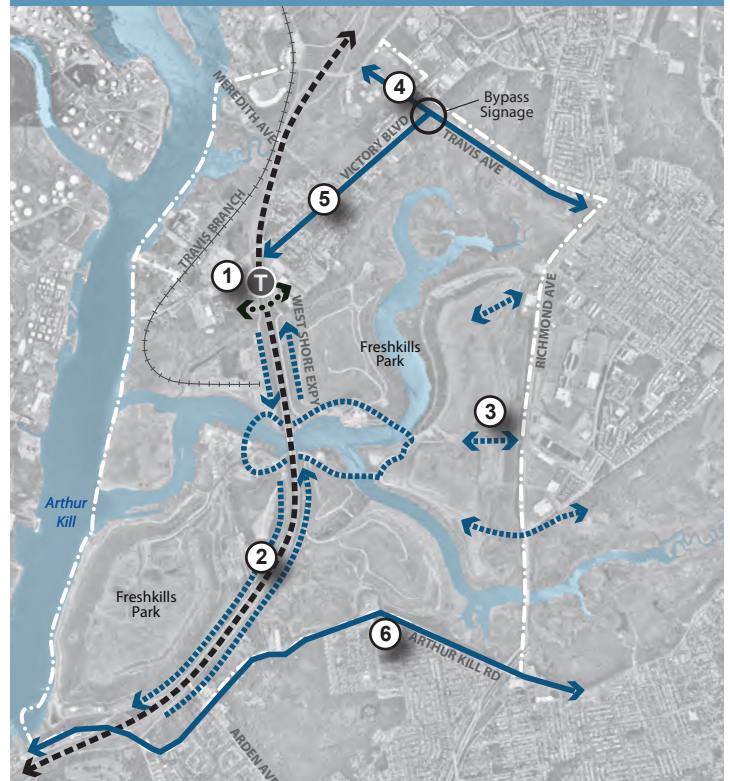 MEREDITH AVE
4
Bypass
Signage
VICTORY BLVD
TRAVIS AVE
5
TRAVIS BRANCH
1
T
WEST SHORE EXPY
RICHMOND AVE
Freshkills
Park
3
Arthur
Kill
2
Freshkills
Park
6
ARTHUR KILL RD
ARDEN AVE